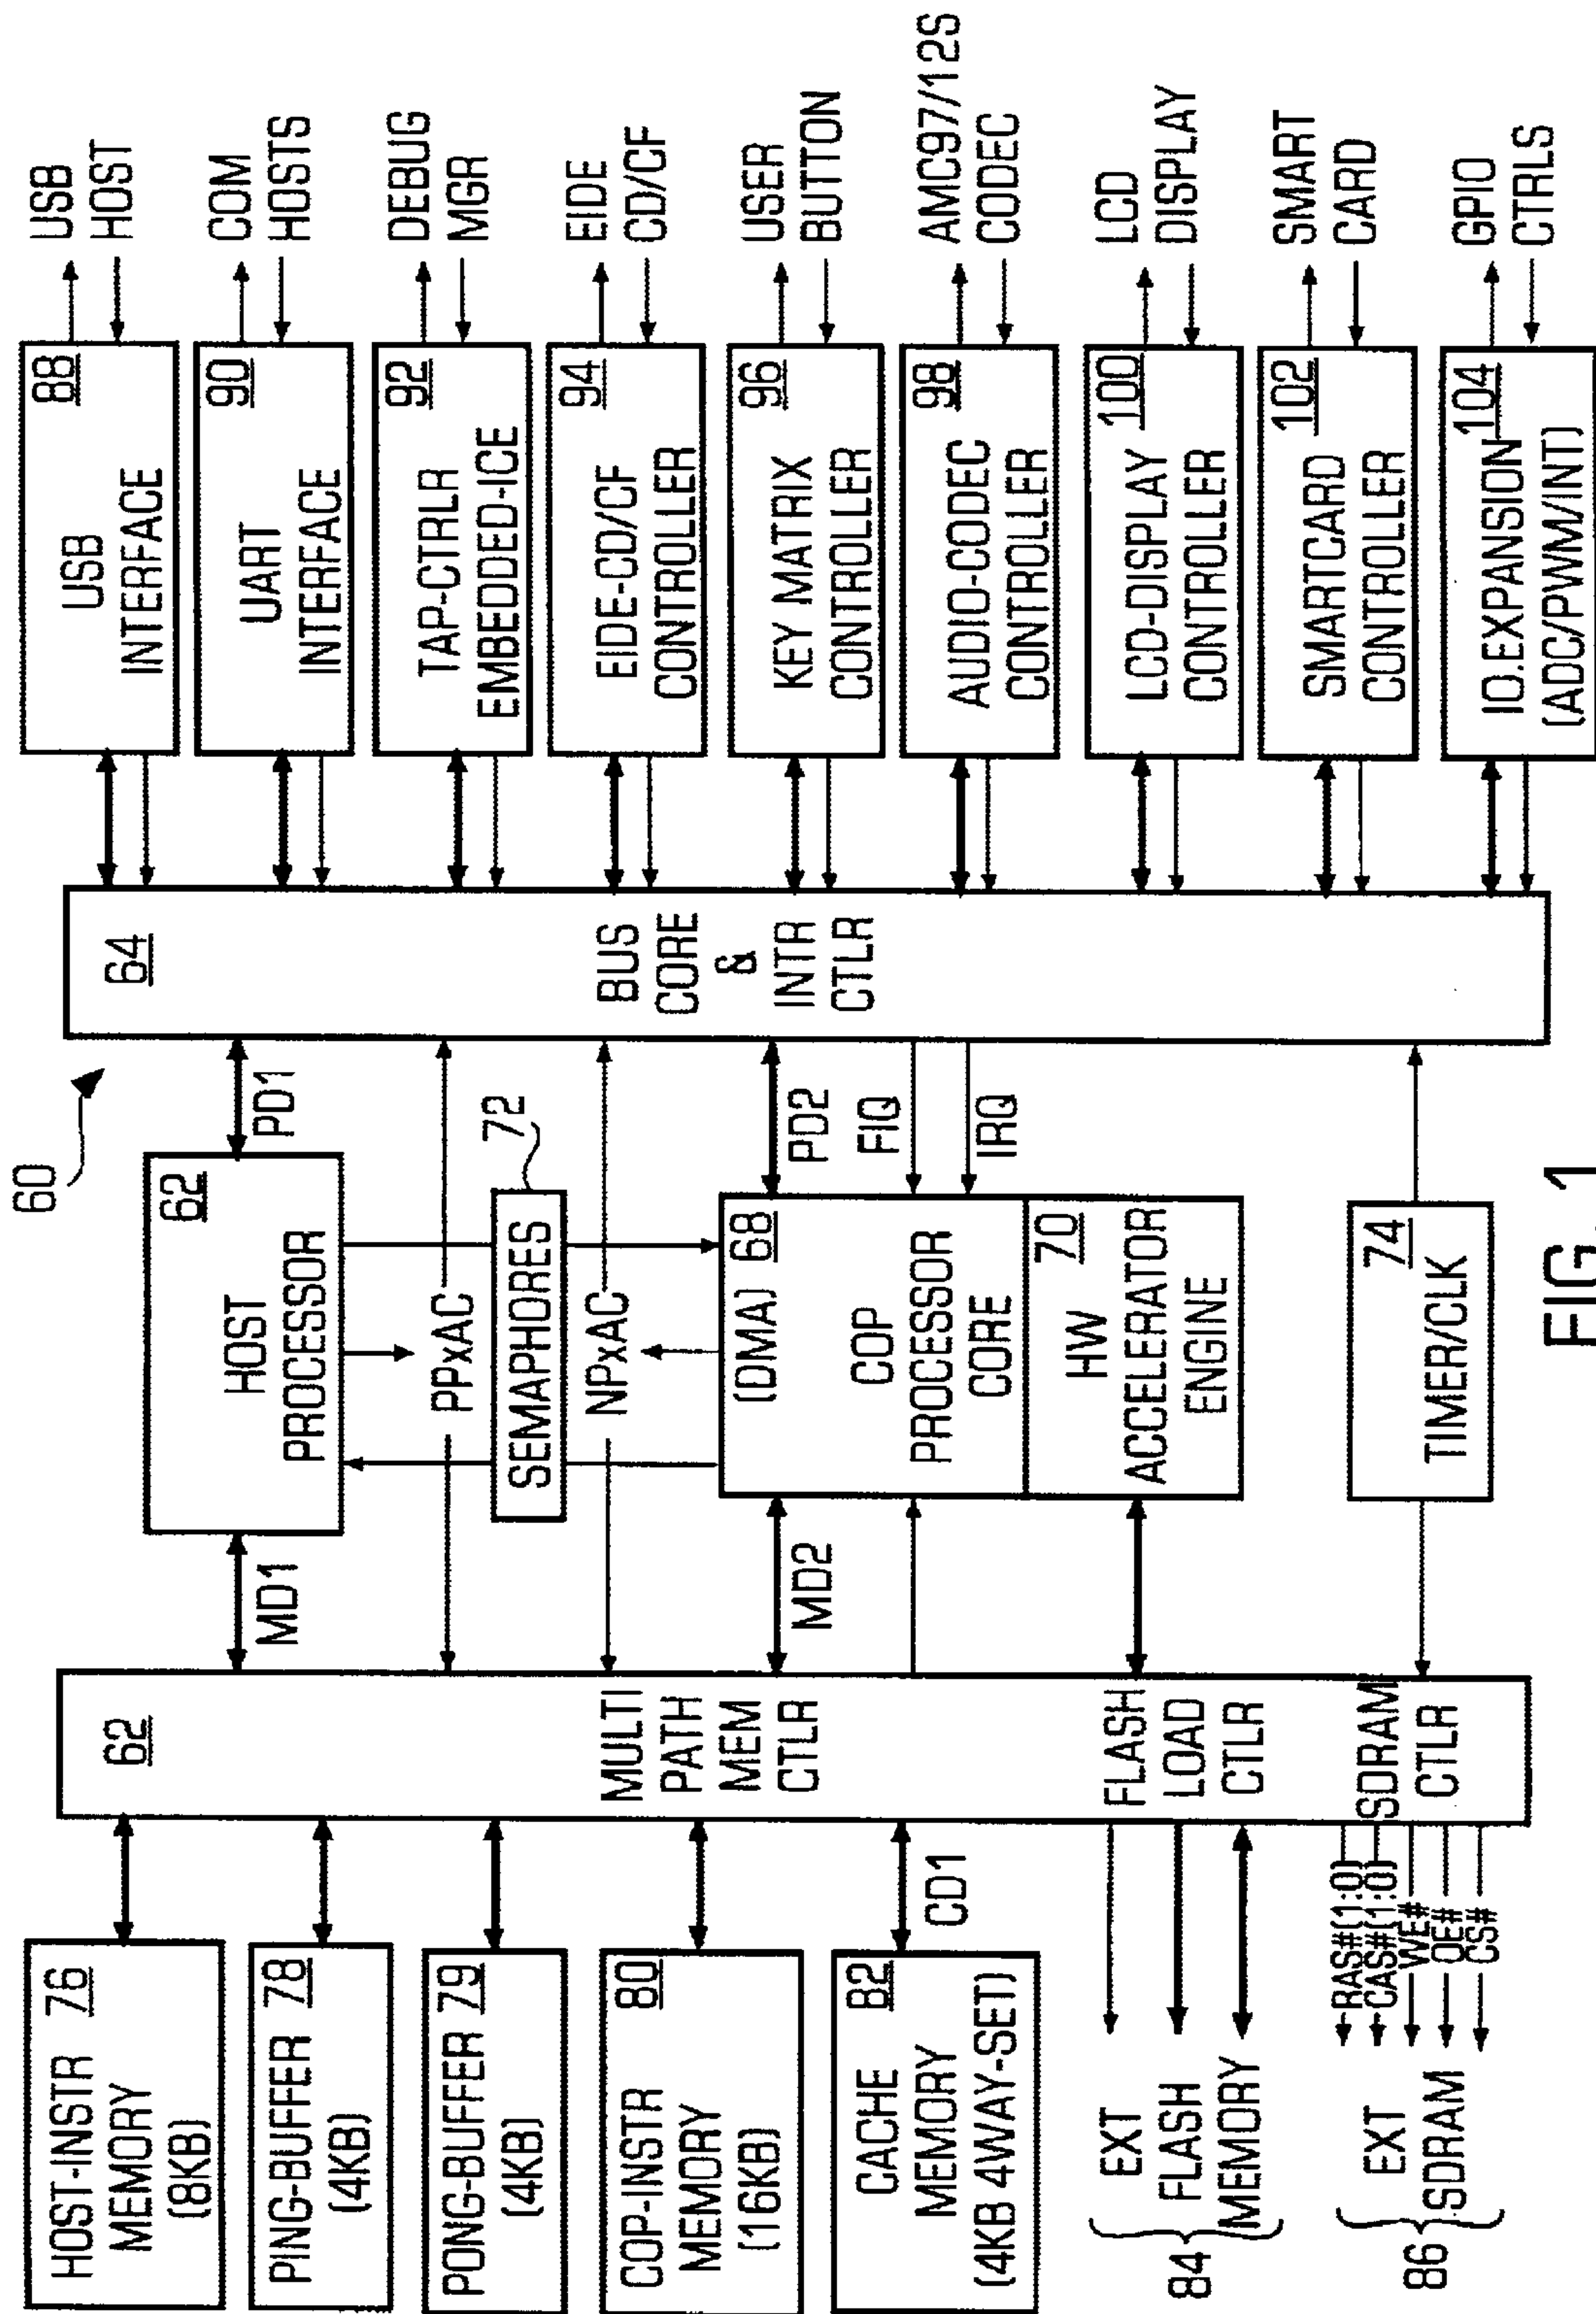 HOST-INSTR 76
MEMORY
(8KB)
PING-BUFFER 78
(4KB)
PONG-BUFFER 79
(4KB)
COP-INSTR 80
MEMORY
(16KB)
CACHE 82
MEMORY
(4KB 4WAY-SET)
CD1
EXT
FLASH
MEMORY
84
EXT
SDRAM
86
RAS#(1:0)
CAS#(1:0)
WE#
OE#
CS#
62
MULTI
PATH
MEM
CTLR
FLASH
LOAD
CTLR
SDRAM
CTLR
60
MD1
HOST
PROCESSOR
62
PD1
PPxAC
SEMAPHORES
72
NPxAC
MD2
(DMA) 68
COP
PROCESSOR
CORE
PD2
FIQ
IRQ
HW 70
ACCELERATOR
ENGINE
74
TIMER/CLK
64
BUS
CORE
&
INTR
CTLR
USB 88
INTERFACE
USB
HOST
UART 90
INTERFACE
COM
HOSTS
TAP-CTRLR 92
EMBEDDED-ICE
DEBUG
MGR
EIDE-CD/CF 94
CONTROLLER
EIDE
CD/CF
KEY MATRIX 96
CONTROLLER
USER
BUTTON
AUDIO-CODEC 98
CONTROLLER
AMC97/12S
CODEC
LCD-DISPLAY 100
CONTROLLER
LCD
DISPLAY
SMARTCARD 102
CONTROLLER
SMART
CARD
IO.EXPANSION 104
(ADC/PWM/INT)
GPIO
CTRLS
FIG. 1